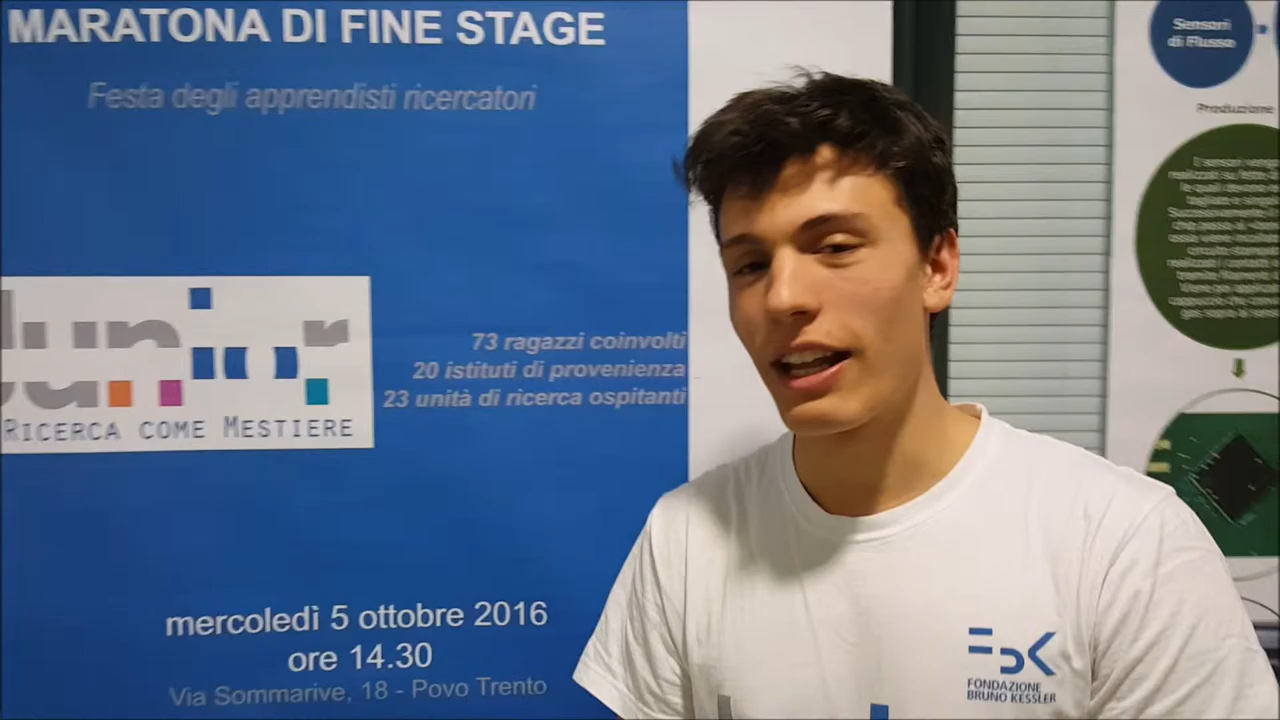 MARATONA DI FINE STAGE
Festa degli apprendisti ricercatori
Junior
RICERCA COME MESTIERE
73 ragazzi coinvolti
20 istituti di provenienza
23 unità di ricerca ospitanti
mercoledì 5 ottobre 2016
ore 14.30
Via Sommarive, 18 - Povo Trento
FBK
FONDAZIONE
BRUNO KESSLER
Sensori
di Flusso
Produzione